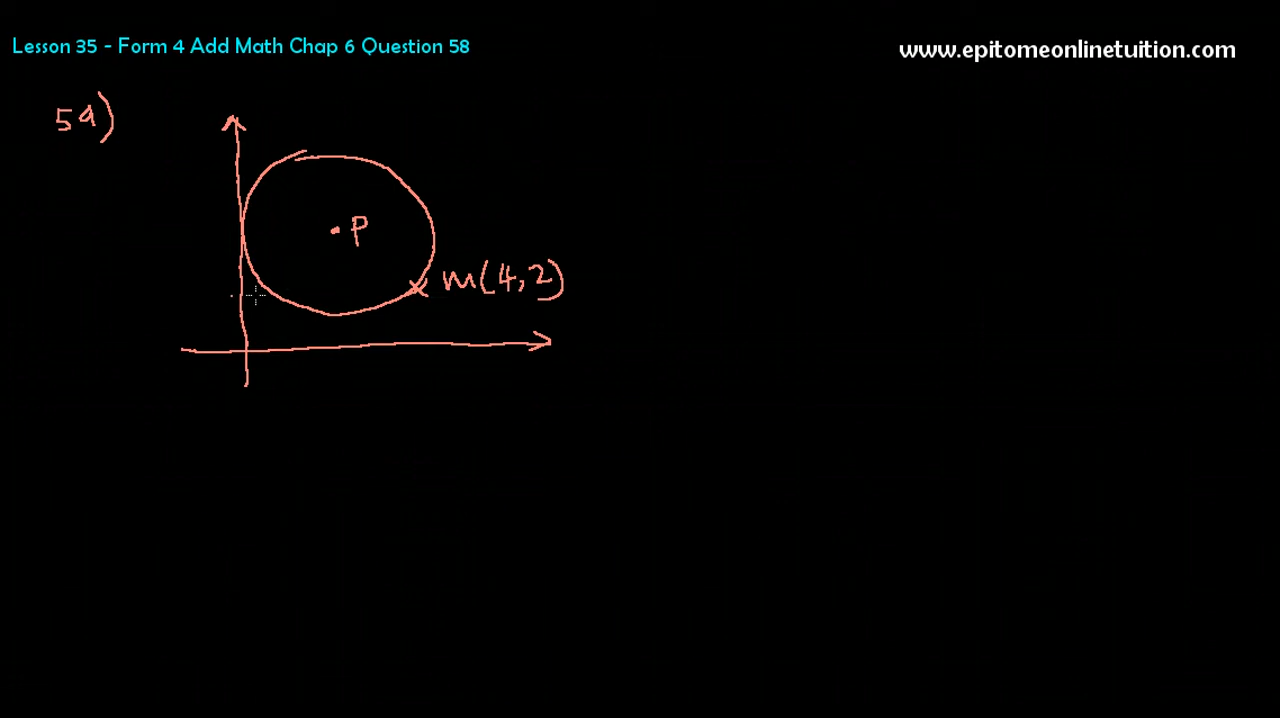 Lesson 35 - Form 4 Add Math Chap 6 Question 58
www.epitomeonlinetuition.com
59)
P
M(4,2)